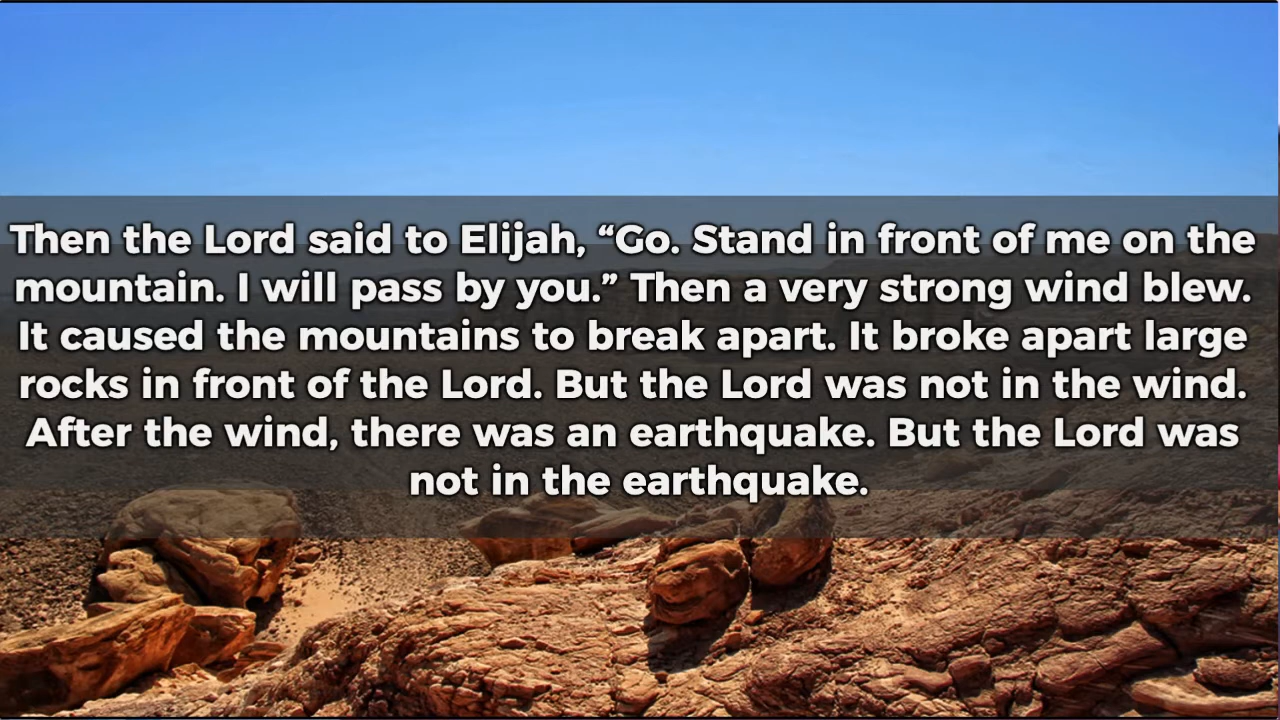 Then the Lord said to Elijah, “Go. Stand in front of me on the
mountain. I will pass by you.” Then a very strong wind blew.
It caused the mountains to break apart. It broke apart large
rocks in front of the Lord. But the Lord was not in the wind.
After the wind, there was an earthquake. But the Lord was
not in the earthquake.